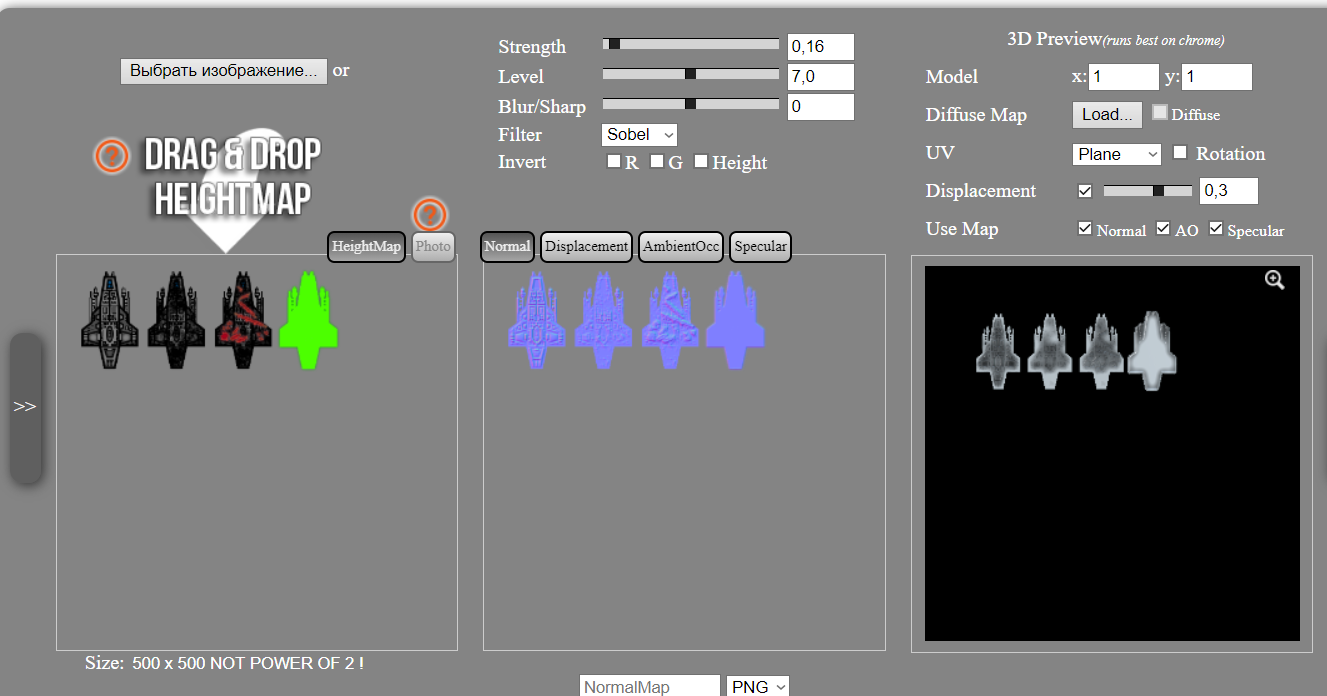 Выбрать изображение... or
? DRAG & DROP
HEIGHTMAP
?
HeightMap Photo
>>
Size: 500 x 500 NOT POWER OF 2 !
Strength 0,16
Level 7,0
Blur/Sharp 0
Filter Sobel
Invert R G Height
Normal Displacement AmbientOcc Specular
NormalMap PNG
3D Preview(runs best on chrome)
Model x: 1 y: 1
Diffuse Map Load... Diffuse
UV Plane Rotation
Displacement 0,3
Use Map Normal AO Specular